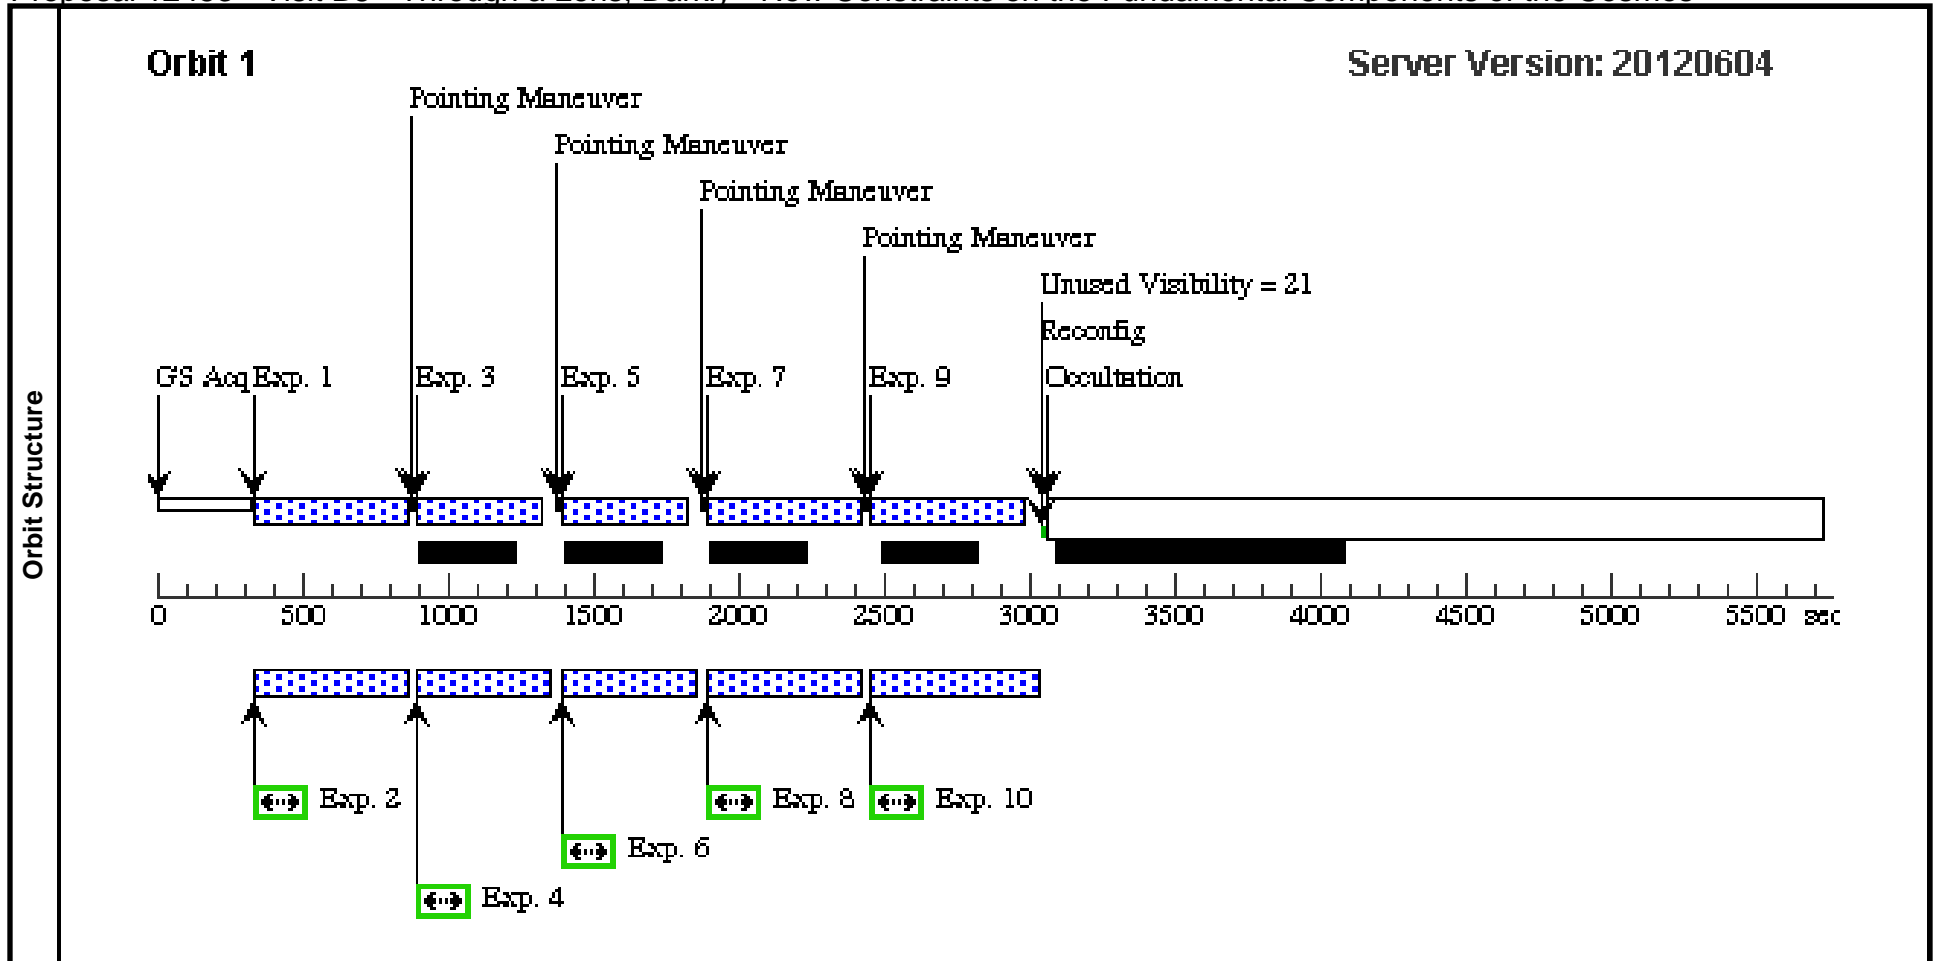 Orbit 1
Server Version: 20120604
Pointing Maneuver
Pointing Maneuver
Pointing Maneuver
Pointing Maneuver
Unused Visibility = 21
Reconfig
GS Acq Exp. 1 Exp. 3 Exp. 5 Exp. 7 Exp. 9 Occultation
Orbit Structure
0 500 1000 1500 2000 2500 3000 3500 4000 4500 5000 5500 sec
Exp. 2 Exp. 8 Exp. 10
Exp. 6
Exp. 4